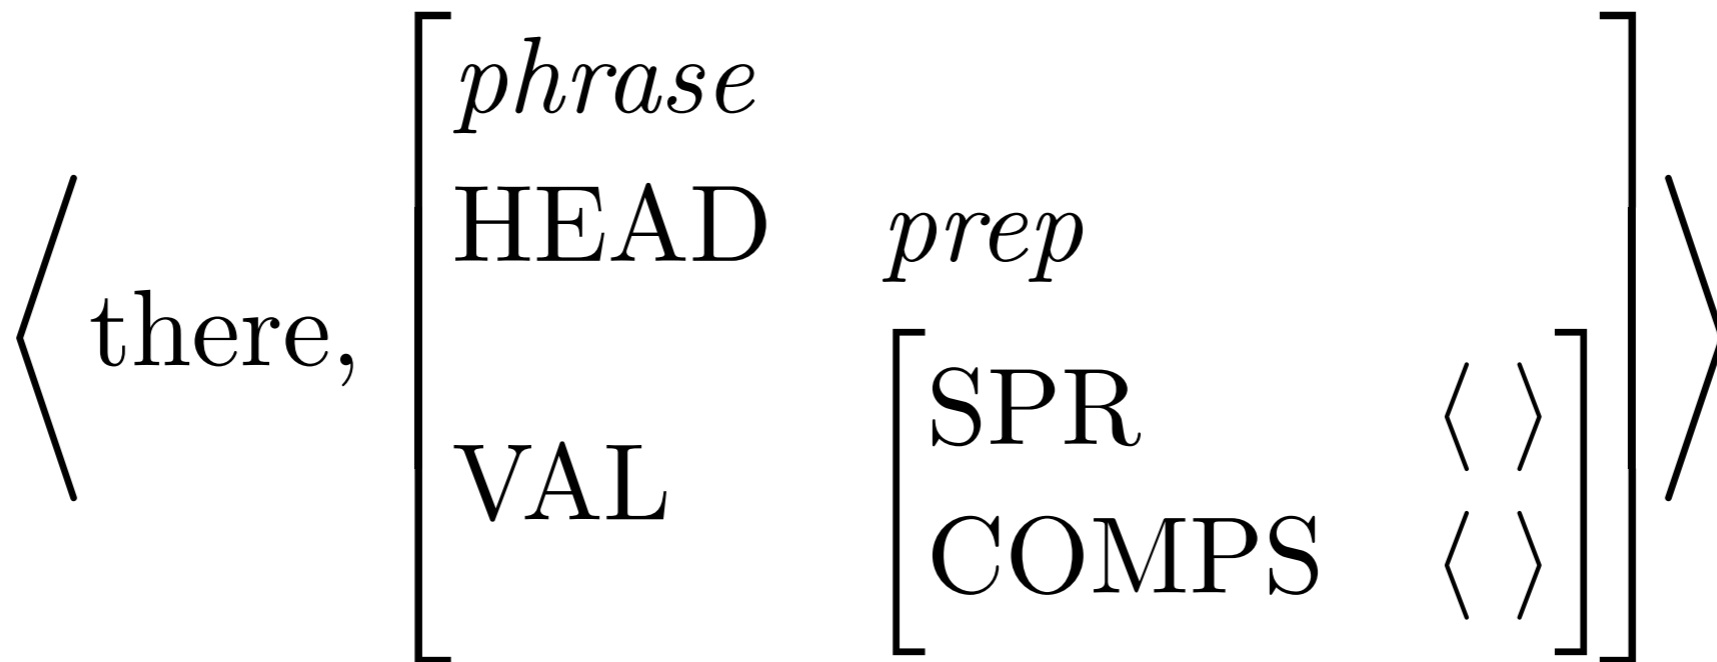 phrase
HEAD prep
⟨ there,
SPR ⟨ ⟩
VAL
COMPS ⟨ ⟩ ⟩